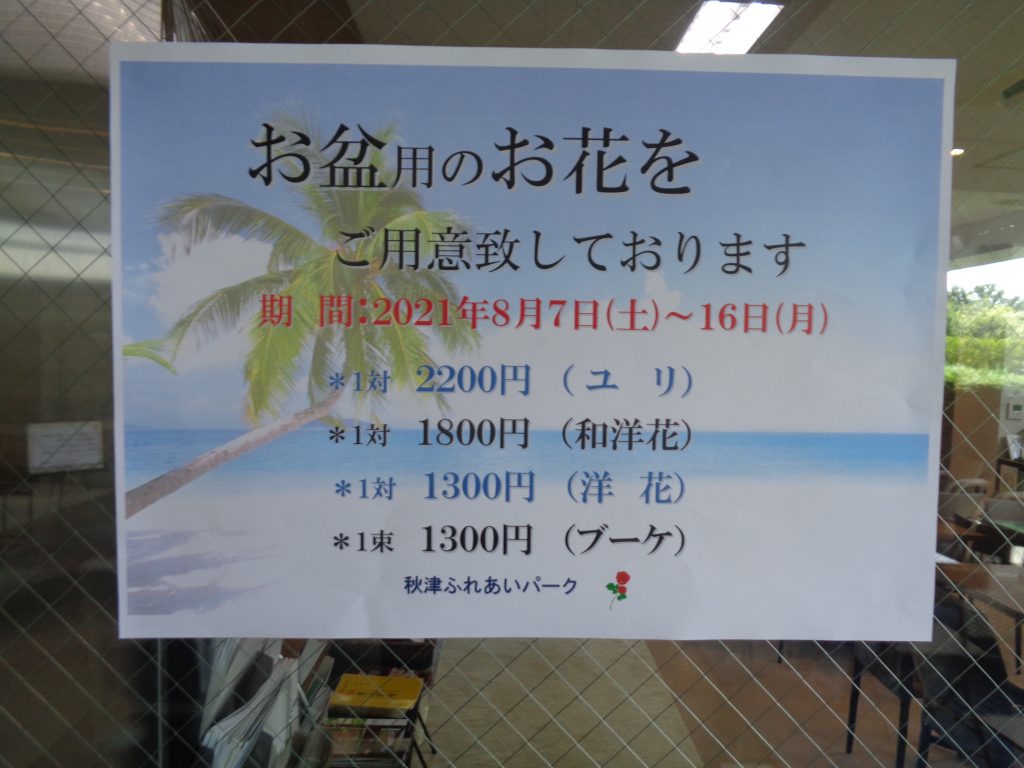 お盆用のお花を
ご用意致しております
期 間:2021年8月7日(土)~16日(月)
*1対 2200円 (ユ リ)
*1対 1800円 (和洋花)
*1対 1300円 (洋 花)
*1束 1300円 (ブーケ)
秋津ふれあいパーク